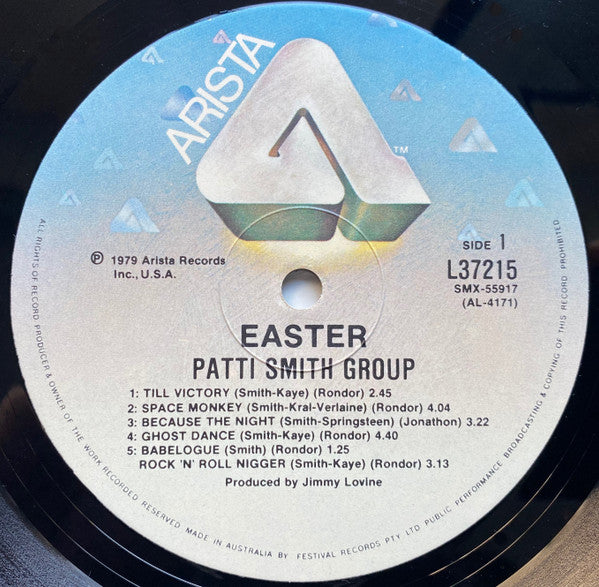 ARISTA
TM
℗ 1979 Arista Records
Inc., U.S.A.
SIDE 1
L37215
SMX-55917
(AL-4171)
EASTER
PATTI SMITH GROUP
1: TILL VICTORY (Smith-Kaye) (Rondor) 2.45
2: SPACE MONKEY (Smith-Kral-Verlaine) (Rondor) 4.04
3: BECAUSE THE NIGHT (Smith-Springsteen) (Jonathon) 3.22
4: GHOST DANCE (Smith-Kaye) (Rondor) 4.40
5: BABELOGUE (Smith) (Rondor) 1.25
ROCK 'N' ROLL NIGGER (Smith-Kaye) (Rondor) 3.13
Produced by Jimmy Lovine
ALL RIGHTS OF RECORD PRODUCER & OWNER OF THE WORK RECORDED RESERVED. MADE IN AUSTRALIA BY FESTIVAL RECORDS PTY LTD PUBLIC PERFORMANCE BROADCASTING & COPYING OF THIS RECORD PROHIBITED